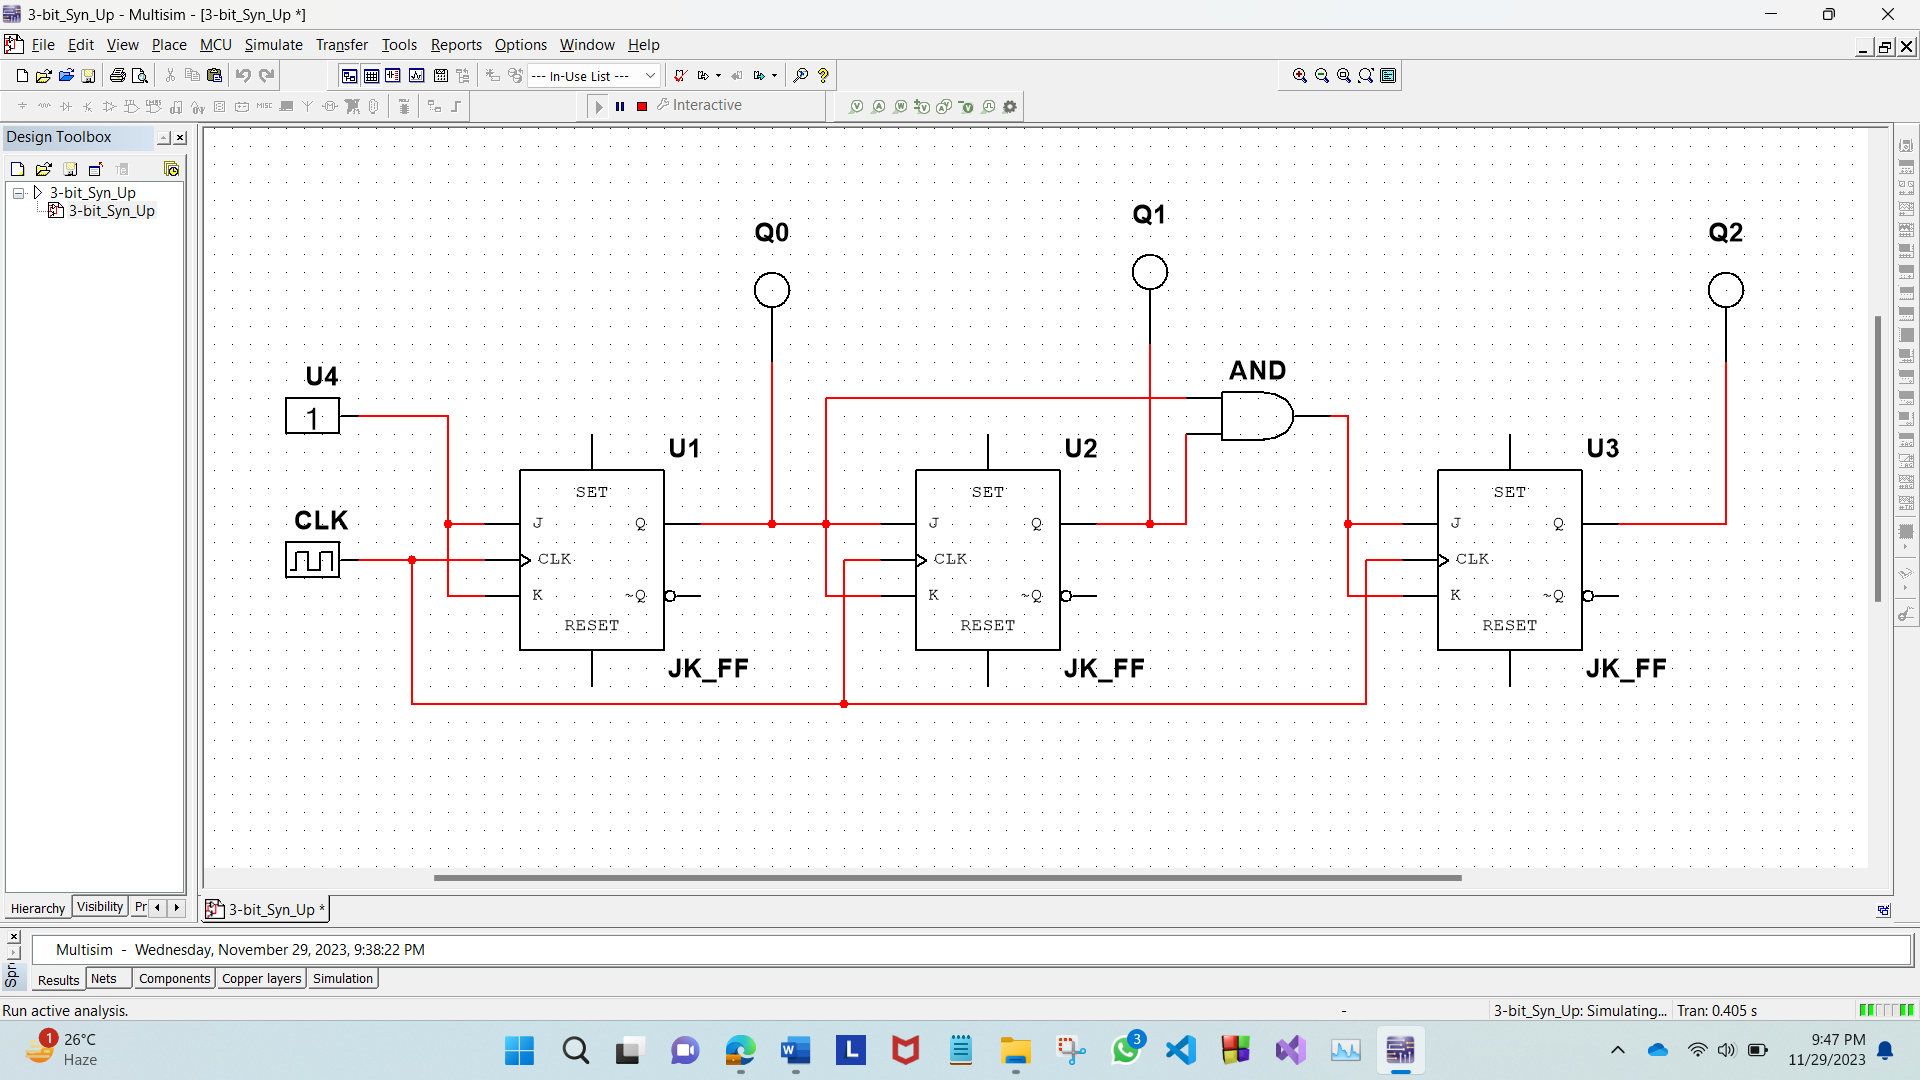 3-bit_Syn_Up - Multisim - [3-bit_Syn_Up *]
File Edit View Place MCU Simulate Transfer Tools Reports Options Window Help
--- In-Use List ---
Interactive
Design Toolbox
3-bit_Syn_Up
3-bit_Syn_Up
Q0
Q1
Q2
U4
1
AND
CLK
U1
SET
J Q
CLK
K ~Q
RESET
JK_FF
U2
SET
J Q
CLK
K ~Q
RESET
JK_FF
U3
SET
J Q
CLK
K ~Q
RESET
JK_FF
Hierarchy Visibility Pr
3-bit_Syn_Up *
Spr
Multisim - Wednesday, November 29, 2023, 9:38:22 PM
Results Nets Components Copper layers Simulation
Run active analysis.
-
3-bit_Syn_Up: Simulating... Tran: 0.405 s
1
26°C
Haze
W
L
3
9:47 PM
11/29/2023